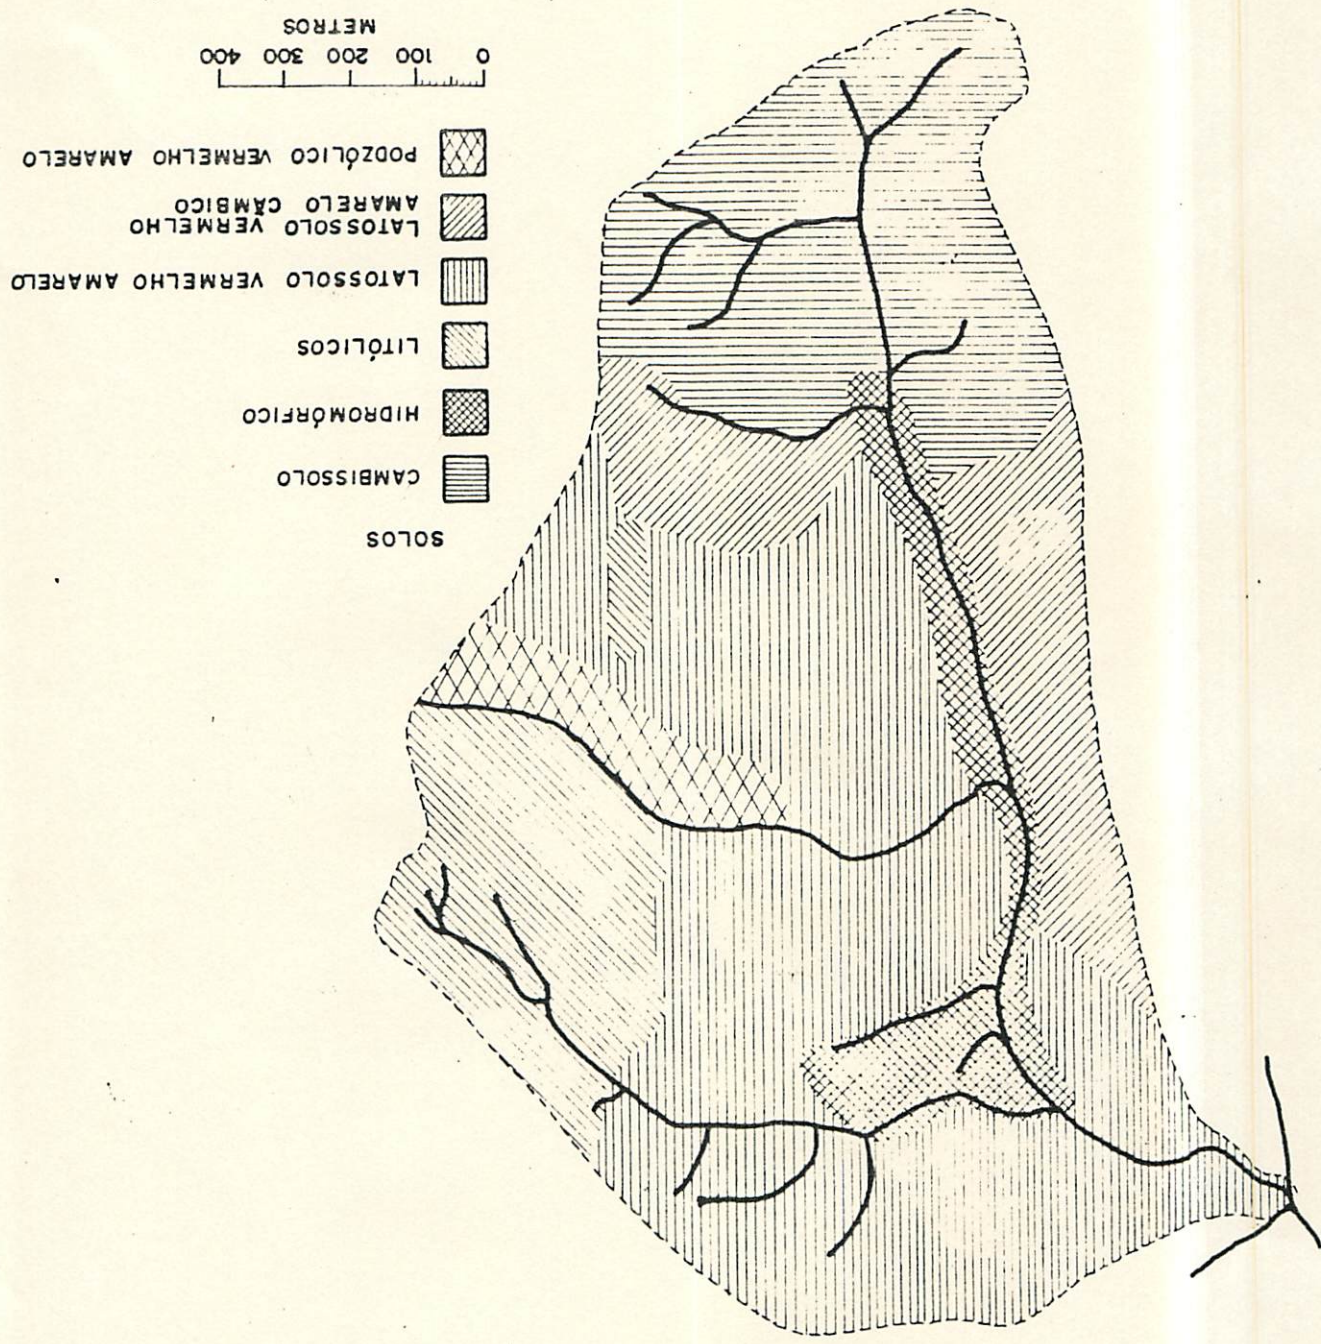 SOLOS
CAMBISSOLO
HIDROMÓRFICO
LITÓLICOS
LATOSSOLO VERMELHO AMARELO
LATOSSOLO VERMELHO
AMARELO CÂMBICO
PODZÓLICO VERMELHO AMARELO
0 100 200 300 400
METROS